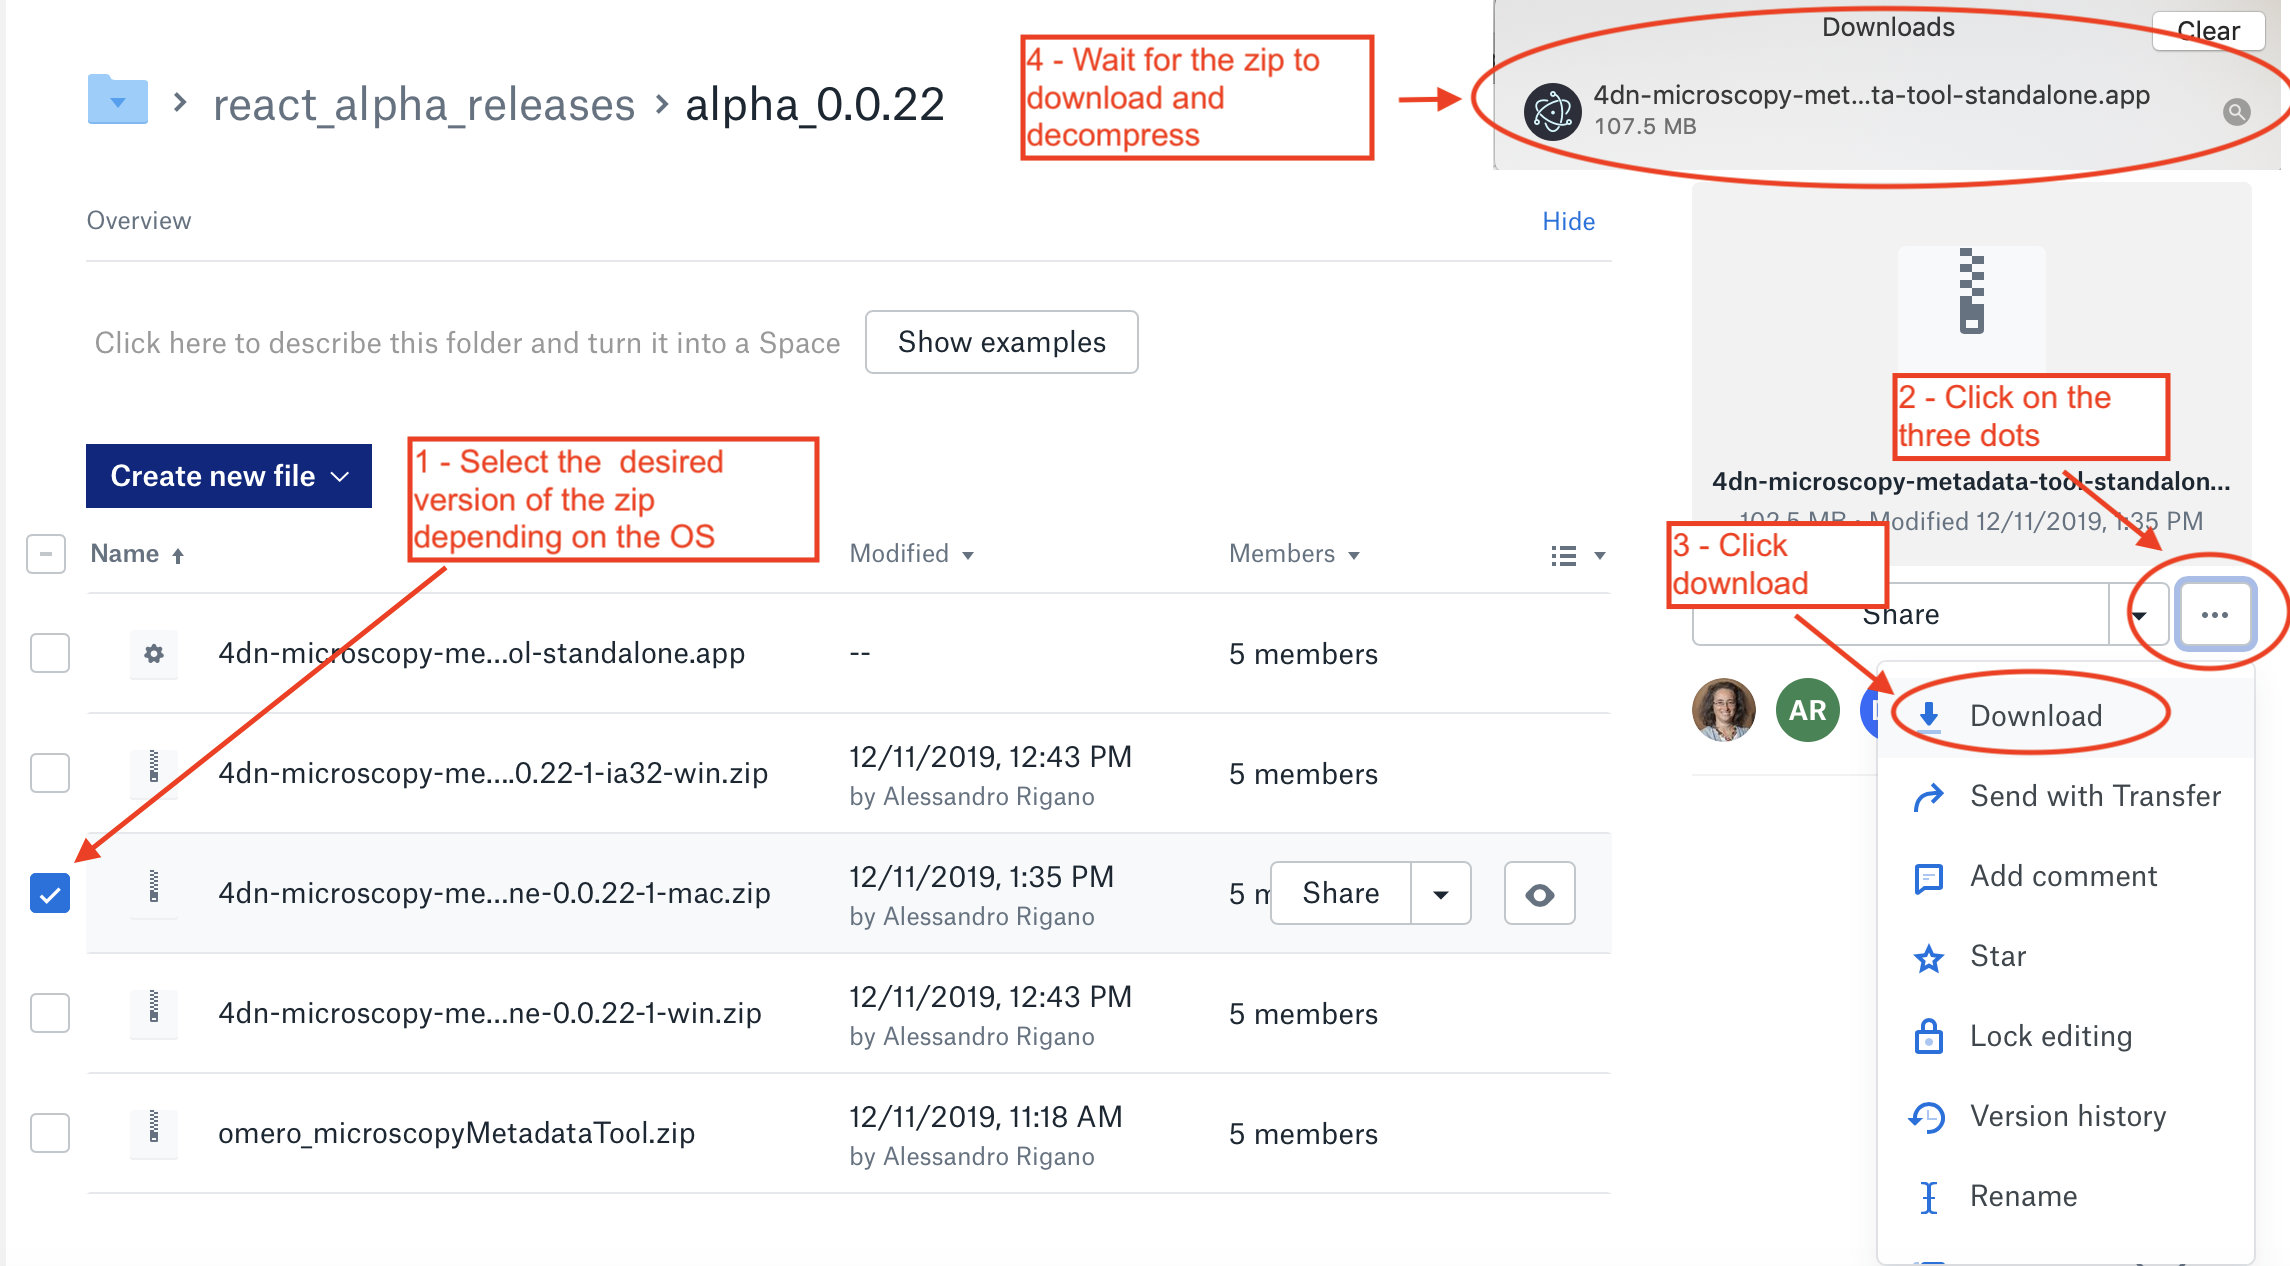 Downloads
Clear
4dn-microscopy-met...ta-tool-standalone.app
107.5 MB
4 - Wait for the zip to
download and
decompress
react_alpha_releases > alpha_0.0.22
Overview
Hide
Click here to describe this folder and turn it into a Space
Show examples
2 - Click on the
three dots
4dn-microscopy-metadata-tool-standalon...
102.5 MB · Modified 12/11/2019, 1:35 PM
Create new file
1 - Select the desired
version of the zip
depending on the OS
3 - Click
download
Name
Modified
Members
Share
4dn-microscopy-me...ol-standalone.app
--
5 members
AR
4dn-microscopy-me....0.22-1-ia32-win.zip
12/11/2019, 12:43 PM
by Alessandro Rigano
5 members
4dn-microscopy-me...ne-0.0.22-1-mac.zip
12/11/2019, 1:35 PM
by Alessandro Rigano
5 m
Share
4dn-microscopy-me...ne-0.0.22-1-win.zip
12/11/2019, 12:43 PM
by Alessandro Rigano
5 members
omero_microscopyMetadataTool.zip
12/11/2019, 11:18 AM
by Alessandro Rigano
5 members
Download
Send with Transfer
Add comment
Star
Lock editing
Version history
Rename